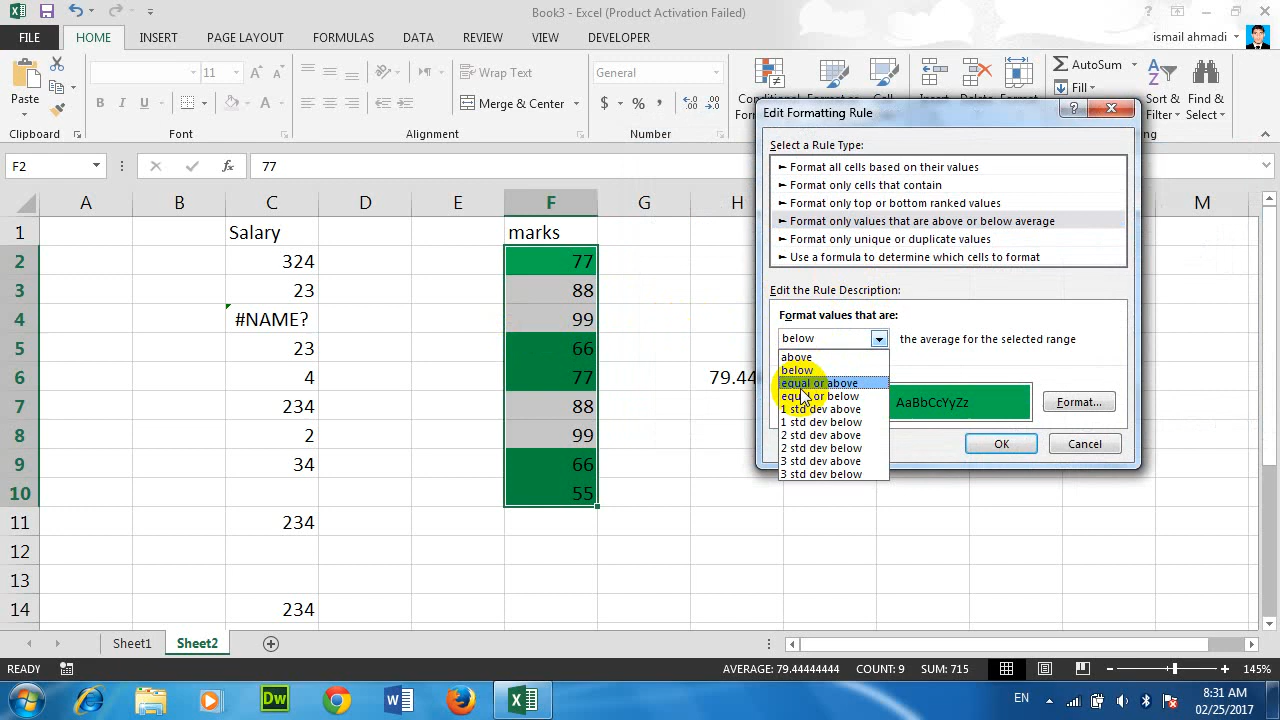 Book3 - Excel (Product Activation Failed)
FILE HOME INSERT PAGE LAYOUT FORMULAS DATA REVIEW VIEW DEVELOPER ismail ahmadi
11 Wrap Text General AutoSum
Paste B I U Merge & Center $ % Fill
Sort & Find &
Filter Select
Clipboard Font Alignment Number
F2 fx 77
A B C D E F G H M
1 Salary marks
2 324 77
3 23 88
4 #NAME? 99
5 23 66
6 4 77 79.44
7 234 88
8 2 99
9 34 66
10 55
11 234
12
13
14 234
Edit Formatting Rule
Select a Rule Type:
► Format all cells based on their values
► Format only cells that contain
► Format only top or bottom ranked values
► Format only values that are above or below average
► Format only unique or duplicate values
► Use a formula to determine which cells to format
Edit the Rule Description:
Format values that are:
below the average for the selected range
above
below
equal or above
equal or below
1 std dev above
1 std dev below
2 std dev above
2 std dev below
3 std dev above
3 std dev below
AaBbCcYyZz Format...
OK Cancel
Sheet1 Sheet2
READY AVERAGE: 79.44444444 COUNT: 9 SUM: 715 145%
Dw EN 8:31 AM
02/25/2017